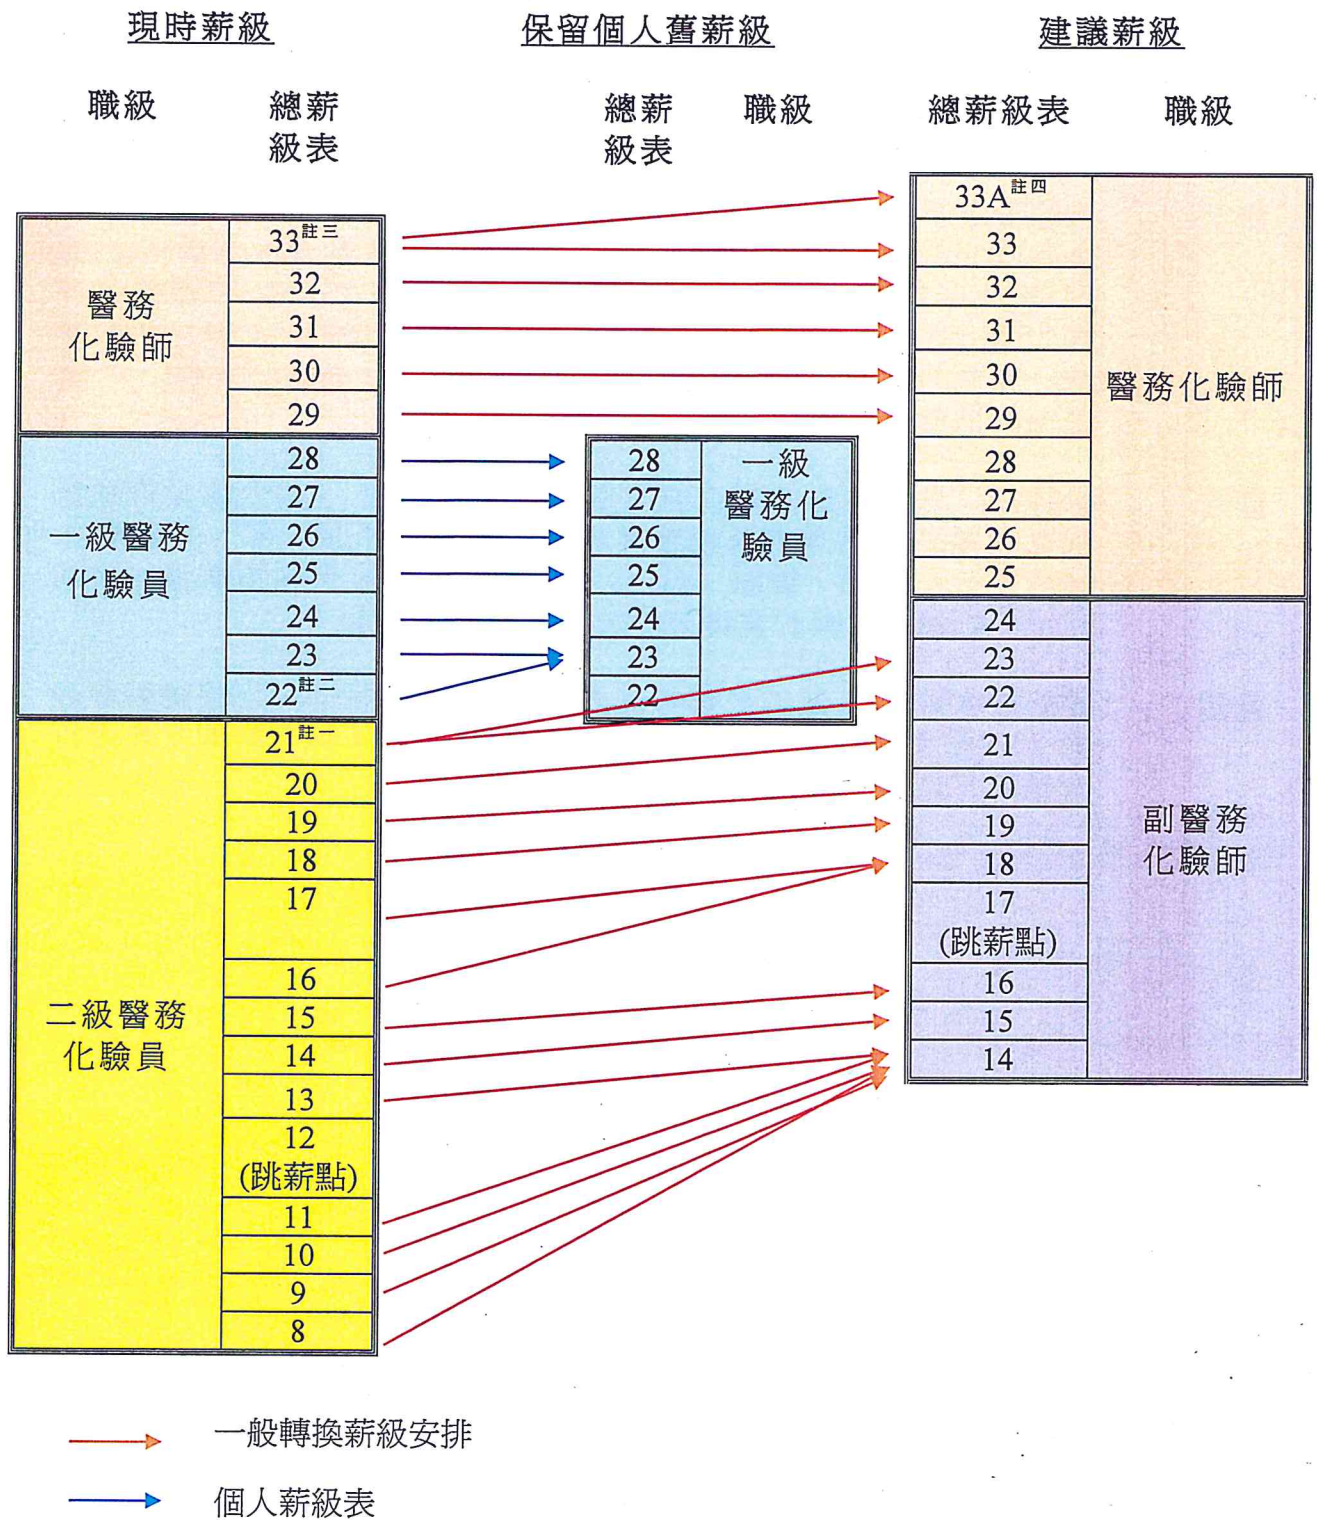 現時薪級
保留個人舊薪級
建議薪級
職級
總薪
級表
總薪
級表
職級
總薪級表
職級
醫務
化驗師
33註三
32
31
30
29
一級醫務
化驗員
28
27
26
25
24
23
22註二
二級醫務
化驗員
21註一
20
19
18
17
16
15
14
13
12
(跳薪點)
11
10
9
8
28
27
26
25
24
23
22
一級
醫務化
驗員
33A註四
33
32
31
30
29
28
27
26
25
醫務化驗師
24
23
22
21
20
19
18
17
(跳薪點)
16
15
14
副醫務
化驗師
一般轉換薪級安排
個人薪級表